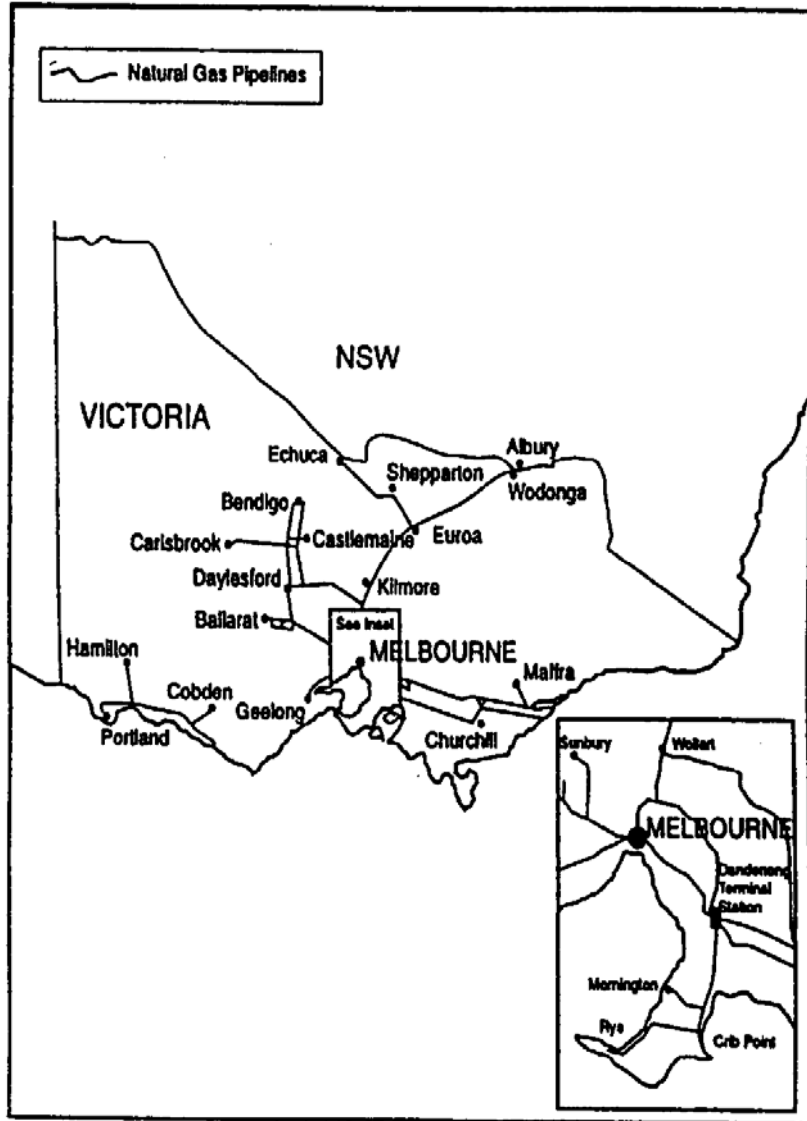 Natural Gas Pipelines
NSW
VICTORIA
Echuca
Albury
Shepparton
Wodonga
Bendigo
Carisbrook
Castlemaine
Euroa
Daylesford
Kilmore
Ballarat
See Inset
Hamilton
MELBOURNE
Maffra
Cobden
Geelong
Portland
Churchill
Sunbury
Wollert
MELBOURNE
Dandenong
Terminal
Station
Mornington
Rye
Crib Point